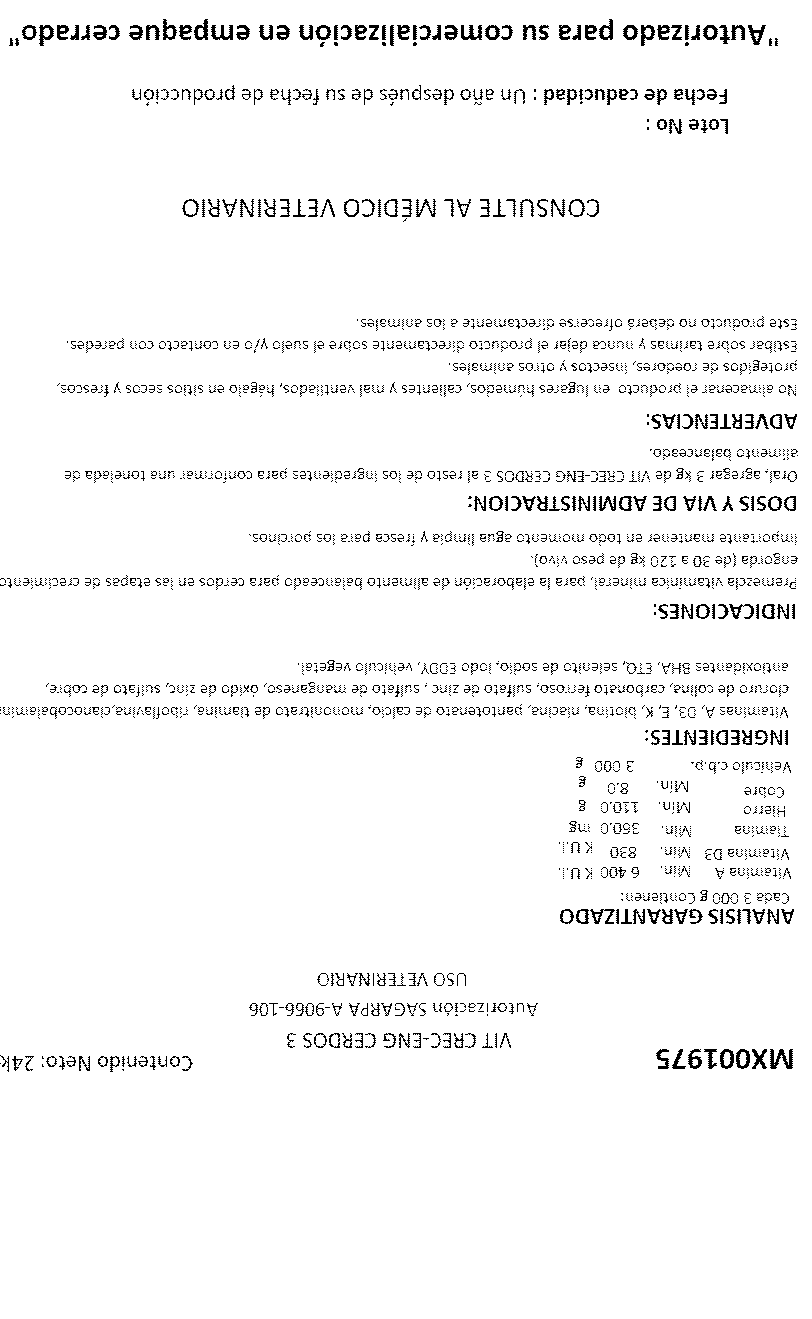 MX001975
Contenido Neto: 24k
VIT CREC-ENG CERDOS 3
Autorización SAGARPA A-9066-106
USO VETERINARIO
ANALISIS GARANTIZADO
Cada 3 000 g Contienen:
Vitamina A Min. 6 400 K U.I.
Vitamina D3 Min. 830 K U.I.
Tiamina Min. 350.0 mg
Hierro Min. 110.0 g
Cobre Min. 8.0 g
Vehiculo c.b.p. 3 000 g
INGREDIENTES:
Vitaminas A, D3, E, K, biotina, niacina, pantotenato de calcio, mononitrato de tiamina, riboflavina,cianocobalamina
cloruro de colina, carbonato ferroso, sulfato de zinc , sulfato de manganeso, óxido de zinc, sulfato de cobre,
antioxidantes BHA, ETQ, selenito de sodio, Iodo EDDY, vehiculo vegetal.
INDICACIONES:
Premezcla vitaminica mineral, para la elaboración de alimento balanceado para cerdos en las etapas de crecimiento
engorda (de 30 a 120 kg de peso vivo).
Importante mantener en todo momento agua limpia y fresca para los porcinos.
DOSIS Y VIA DE ADMINISTRACION:
Oral, agregar 3 kg de VIT CREC-ENG CERDOS 3 al resto de los ingredientes para conformar una tonelada de
alimento balanceado.
ADVERTENCIAS:
No almacenar el producto en lugares humedos, calientes y mal ventilados, hágalo en sitios secos y frescos,
protegidos de roedores, insectos y otros animales.
Estibar sobre tarimas y nunca dejar el producto directamente sobre el suelo y/o en contacto con paredes.
Este producto no deberá ofrecerse directamente a los animales.
CONSULTE AL MÉDICO VETERINARIO
Lote No :
Fecha de caducidad : Un año después de su fecha de producción
"Autorizado para su comercialización en empaque cerrado"